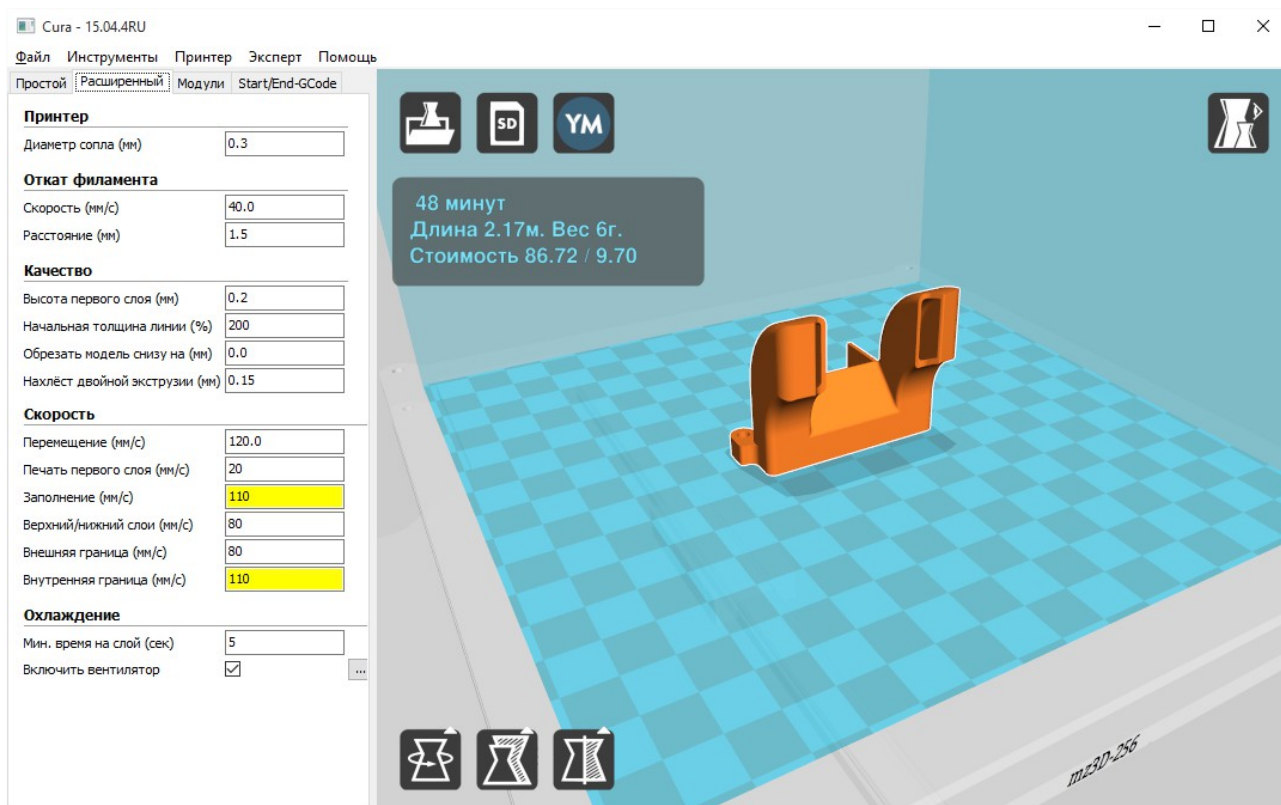 Cura - 15.04.4RU
Файл Инструменты Принтер Эксперт Помощь
Простой Расширенный Модули Start/End-GCode
Принтер
Диаметр сопла (мм) 0.3
Откат филамента
Скорость (мм/с) 40.0
Расстояние (мм) 1.5
Качество
Высота первого слоя (мм) 0.2
Начальная толщина линии (%) 200
Обрезать модель снизу на (мм) 0.0
Нахлёст двойной экструзии (мм) 0.15
Скорость
Перемещение (мм/с) 120.0
Печать первого слоя (мм/с) 20
Заполнение (мм/с) 110
Верхний/нижний слои (мм/с) 80
Внешняя граница (мм/с) 80
Внутренняя граница (мм/с) 110
Охлаждение
Мин. время на слой (сек) 5
Включить вентилятор ...
SD YM
48 минут
Длина 2.17м. Вес 6г.
Стоимость 86.72 / 9.70
mz3D-256